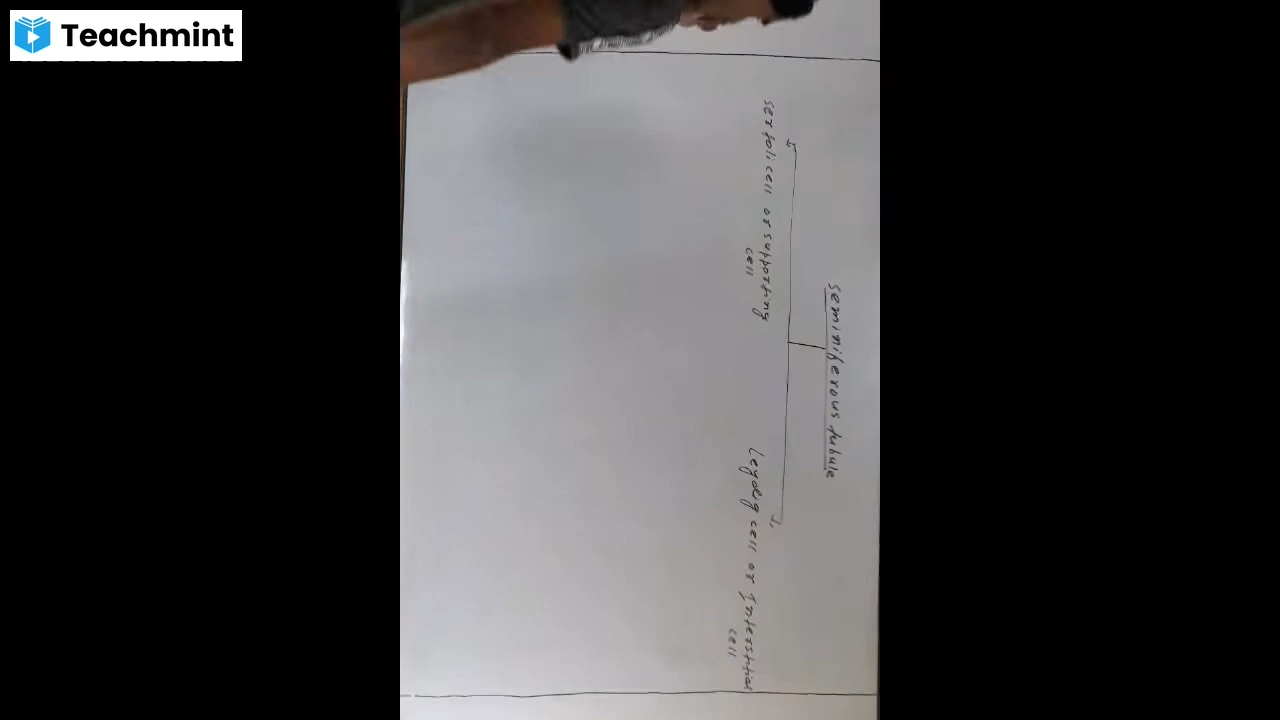 Teachmint
seminiferous tubule
sertoli cell or supporting
cell
Leydig cell or Interstitial
cell